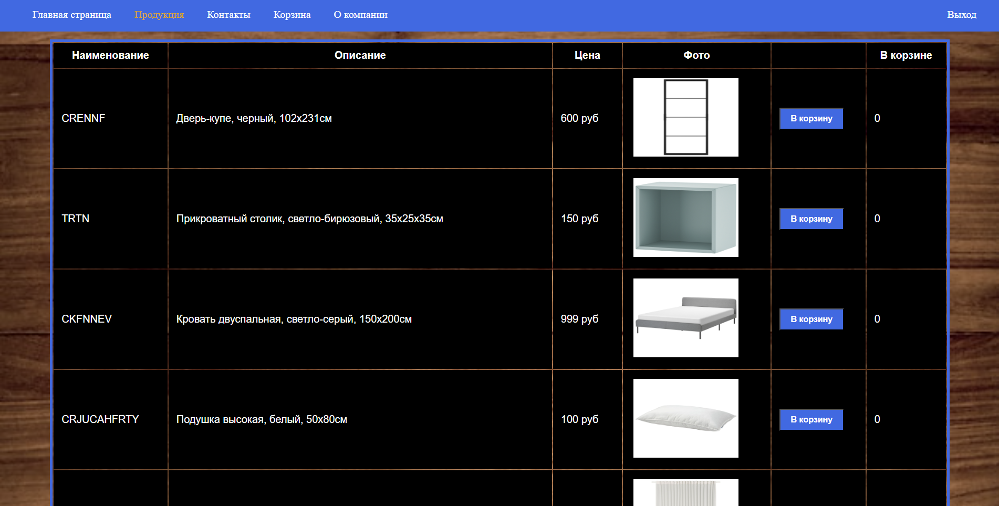 Главная страница Продукция Контакты Корзина О компании Выход
Наименование Описание Цена Фото В корзине
CRENNF Дверь-купе, черный, 102x231см 600 руб В корзину 0
TRTN Прикроватный столик, светло-бирюзовый, 35x25x35см 150 руб В корзину 0
CKFNNEV Кровать двуспальная, светло-серый, 150x200см 999 руб В корзину 0
CRJUCAHFRTY Подушка высокая, белый, 50x80см 100 руб В корзину 0